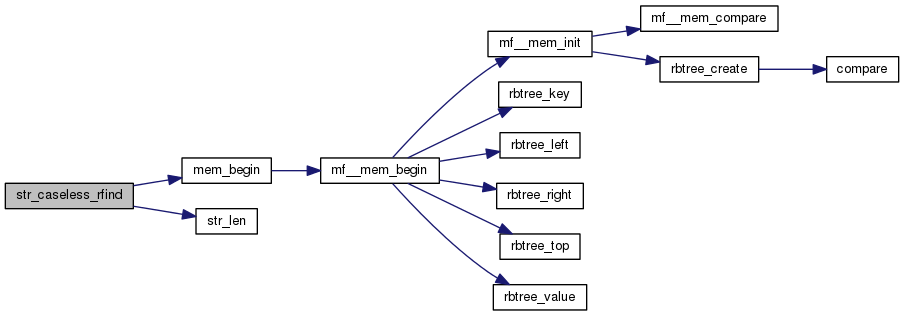 str_caseless_rfind
mem_begin
str_len
mf__mem_begin
mf__mem_init
rbtree_key
rbtree_left
rbtree_right
rbtree_top
rbtree_value
mf__mem_compare
rbtree_create
compare